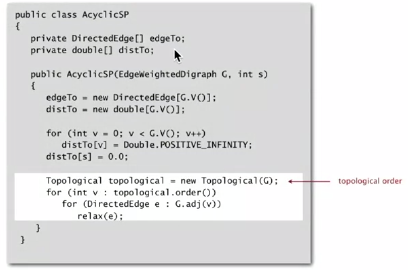 public class AcyclicSP
{
private DirectedEdge[] edgeTo;
private double[] distTo;
public AcyclicSP(EdgeWeightedDigraph G, int s)
{
edgeTo = new DirectedEdge[G.V()];
distTo = new double[G.V()];
for (int v = 0; v < G.V(); v++)
distTo[v] = Double.POSITIVE_INFINITY;
distTo[s] = 0.0;
Topological topological = new Topological(G);
topological order
for (int v : topological.order())
for (DirectedEdge e : G.adj(v))
relax(e);
}
}